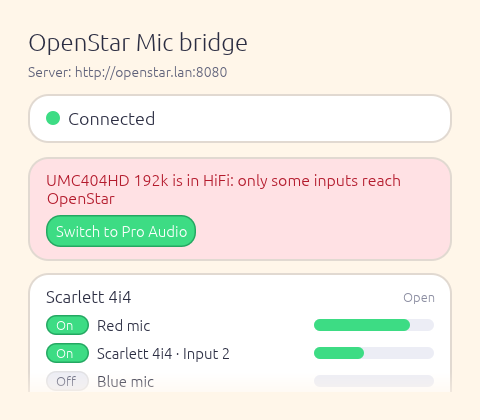 OpenStar Mic bridge
Server: http://openstar.lan:8080
Connected
UMC404HD 192k is in HiFi: only some inputs reach
OpenStar
Switch to Pro Audio
Scarlett 4i4 Open
On Red mic
On Scarlett 4i4 · Input 2
Off Blue mic